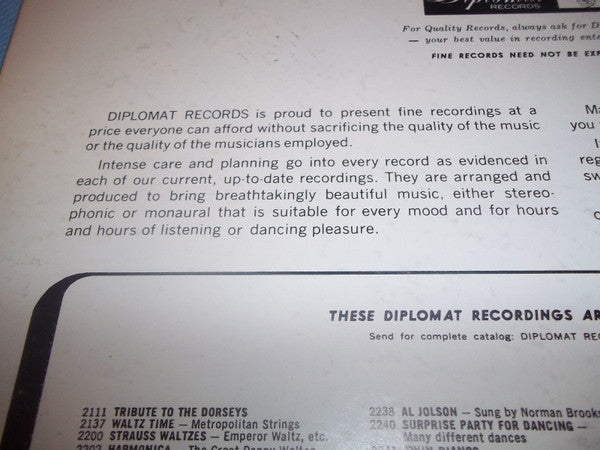 Diplomat
RECORDS
For Quality Records, always ask for D
— your best value in recording ente
FINE RECORDS NEED NOT BE EXP
DIPLOMAT RECORDS is proud to present fine recordings at a
price everyone can afford without sacrificing the quality of the music
or the quality of the musicians employed.
Intense care and planning go into every record as evidenced in
each of our current, up-to-date recordings. They are arranged and
produced to bring breathtakingly beautiful music, either stereo-
phonic or monaural that is suitable for every mood and for hours
and hours of listening or dancing pleasure.
Ma
you
I
reg
sw
THESE DIPLOMAT RECORDINGS AR
Send for complete catalog: DIPLOMAT REC
2111 TRIBUTE TO THE DORSEYS
2137 WALTZ TIME – Metropolitan Strings
2200 STRAUSS WALTZES – Emperor Waltz, etc.
2238 AL JOLSON – Sung by Norman Brooks
2240 SURPRISE PARTY FOR DANCING –
Many different dances